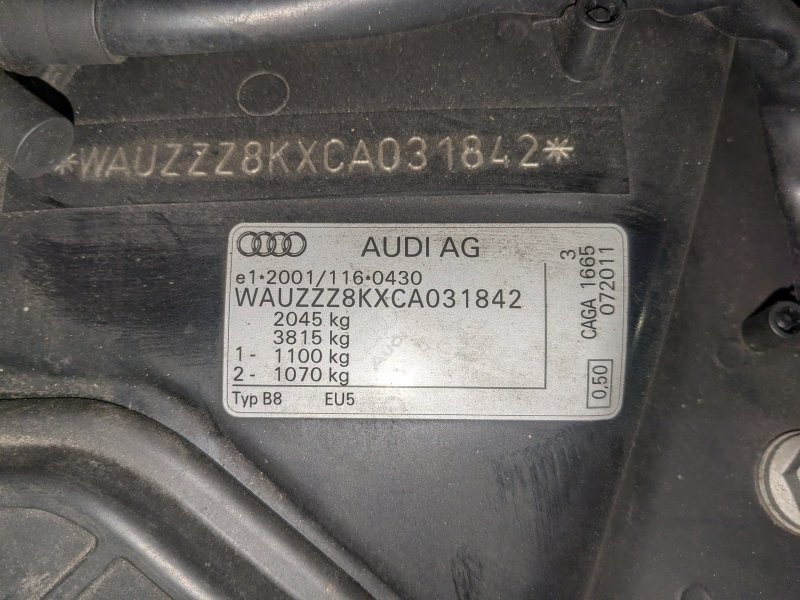 *WAUZZZ8KXCA031842*
AUDI AG
e1*2001/116*0430
WAUZZZ8KXCA031842
2045 kg
3815 kg
1 - 1100 kg
2 - 1070 kg
Typ B8 EU5
3
CAGA 1665
072011
0,50